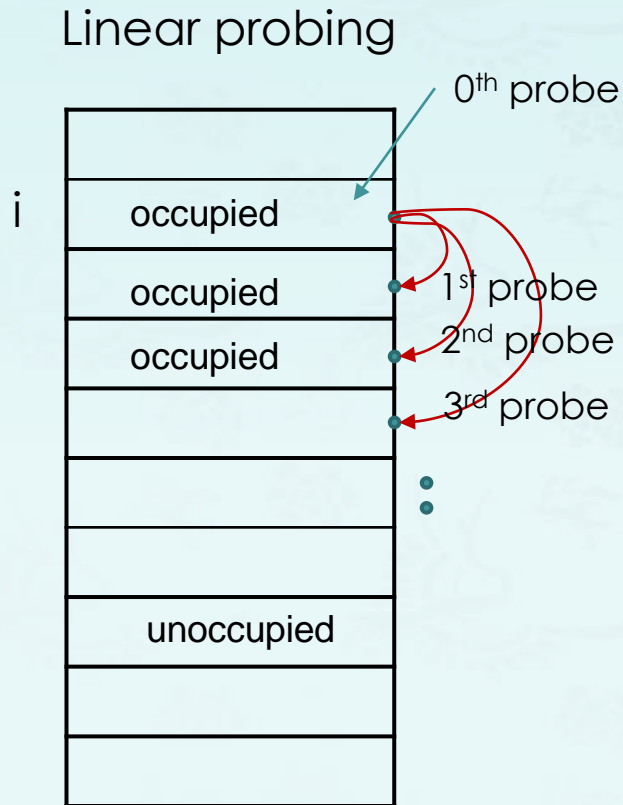 Linear probing
0th probe
i
occupied
occupied
1st probe
occupied
2nd probe
3rd probe
unoccupied